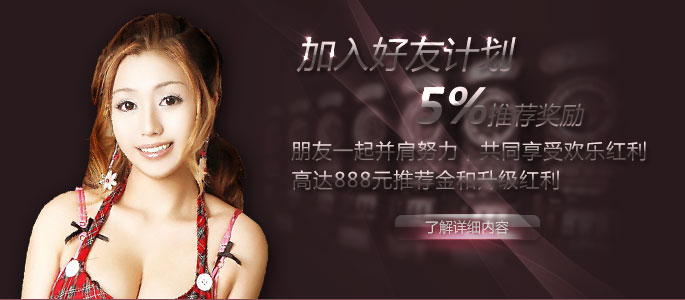 加入好友计划
5%推荐奖励
朋友一起并肩努力，共同享受欢乐红利
高达888元推荐金和升级红利
了解详细内容